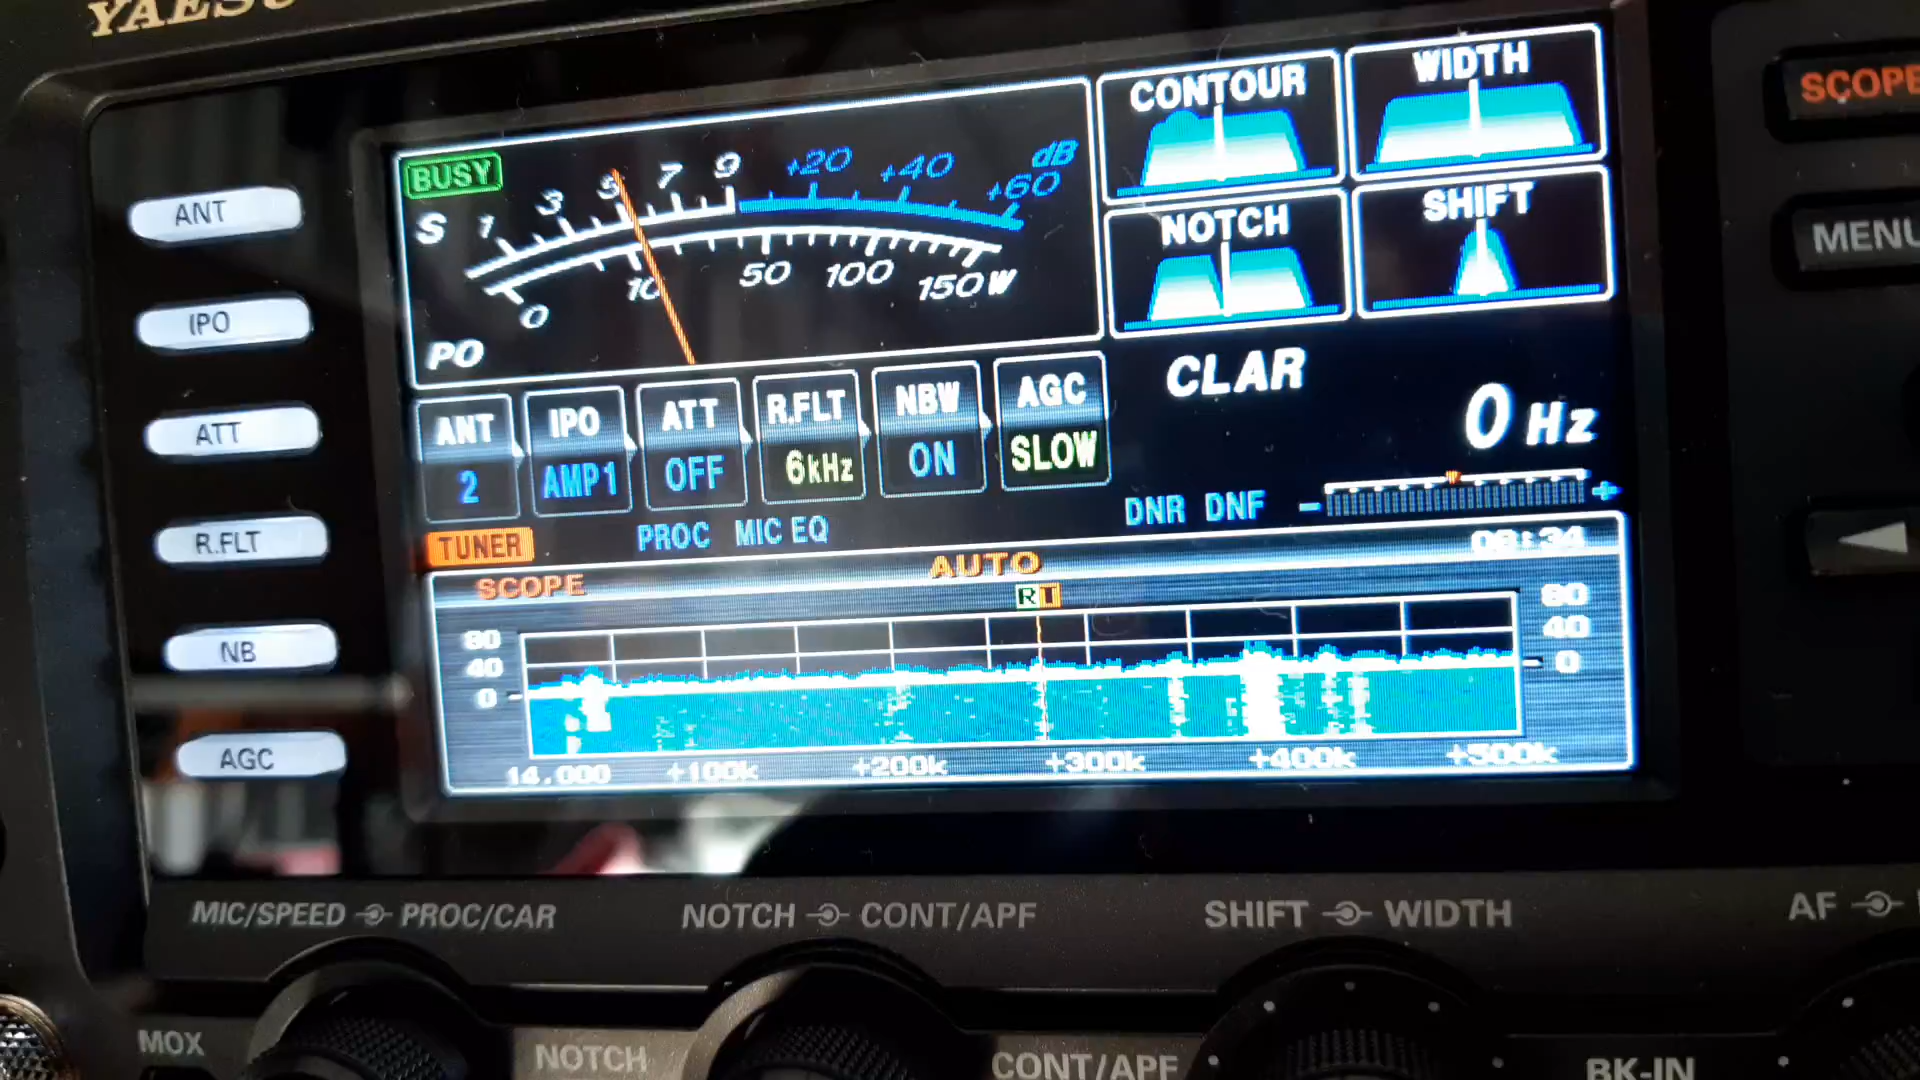 YAESU
SCOPE
MENU
ANT
IPO
ATT
R.FLT
NB
AGC
BUSY
S 1 3 5 7 9 +20 +40 +60 dB
0 10 50 100 150 W
PO
CONTOUR
WIDTH
NOTCH
SHIFT
CLAR
0 Hz
ANT IPO ATT R.FLT NBW AGC
2 AMP1 OFF 6kHz ON SLOW
DNR DNF − +
TUNER PROC MIC EQ
SCOPE AUTO
R T
80 80
40 40
0 0
14.000 +100k +200k +300k +400k +500k
MIC/SPEED PROC/CAR NOTCH CONT/APF SHIFT WIDTH AF
MOX NOTCH CONT/APF BK-IN